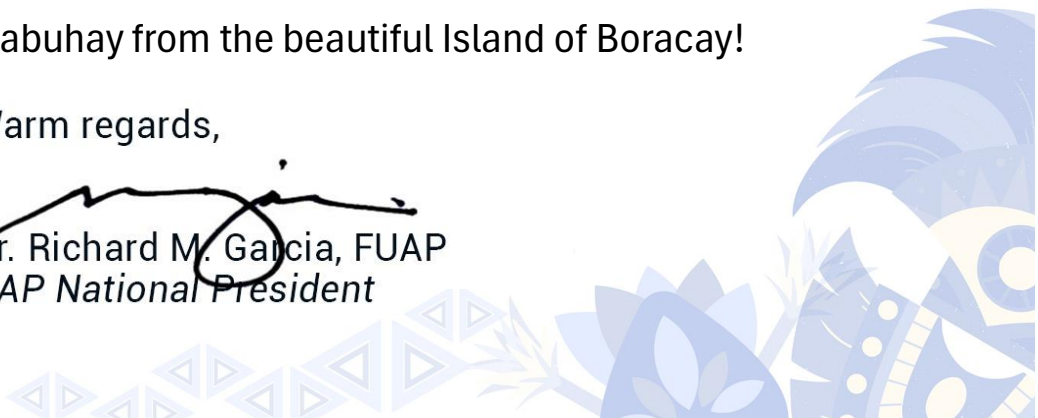 abuhay from the beautiful Island of Boracay!
arm regards,
r. Richard M. Garcia, FUAP
AP National President